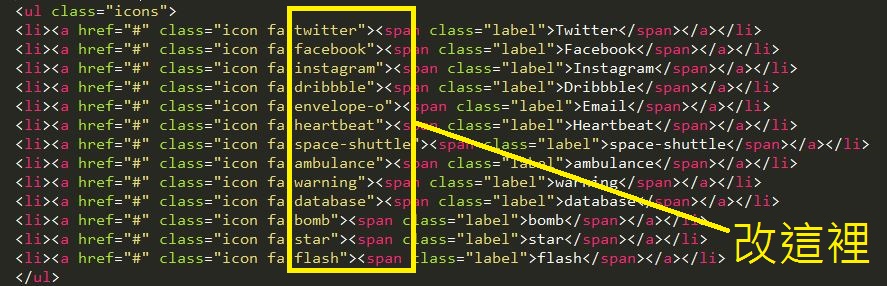 <ul class="icons">
<li><a href="#" class="icon fa-twitter"><span class="label">Twitter</span></a></li>
<li><a href="#" class="icon fa-facebook"><span class="label">Facebook</span></a></li>
<li><a href="#" class="icon fa-instagram"><span class="label">Instagram</span></a></li>
<li><a href="#" class="icon fa-dribbble"><span class="label">Dribbble</span></a></li>
<li><a href="#" class="icon fa-envelope-o"><span class="label">Email</span></a></li>
<li><a href="#" class="icon fa-heartbeat"><span class="label">Heartbeat</span></a></li>
<li><a href="#" class="icon fa-space-shuttle"><span class="label">space-shuttle</span></a></li>
<li><a href="#" class="icon fa-ambulance"><span class="label">ambulance</span></a></li>
<li><a href="#" class="icon fa-warning"><span class="label">warning</span></a></li>
<li><a href="#" class="icon fa-database"><span class="label">database</span></a></li>
<li><a href="#" class="icon fa-bomb"><span class="label">bomb</span></a></li>
<li><a href="#" class="icon fa-star"><span class="label">star</span></a></li>
<li><a href="#" class="icon fa-flash"><span class="label">flash</span></a></li>
</ul>
改這裡